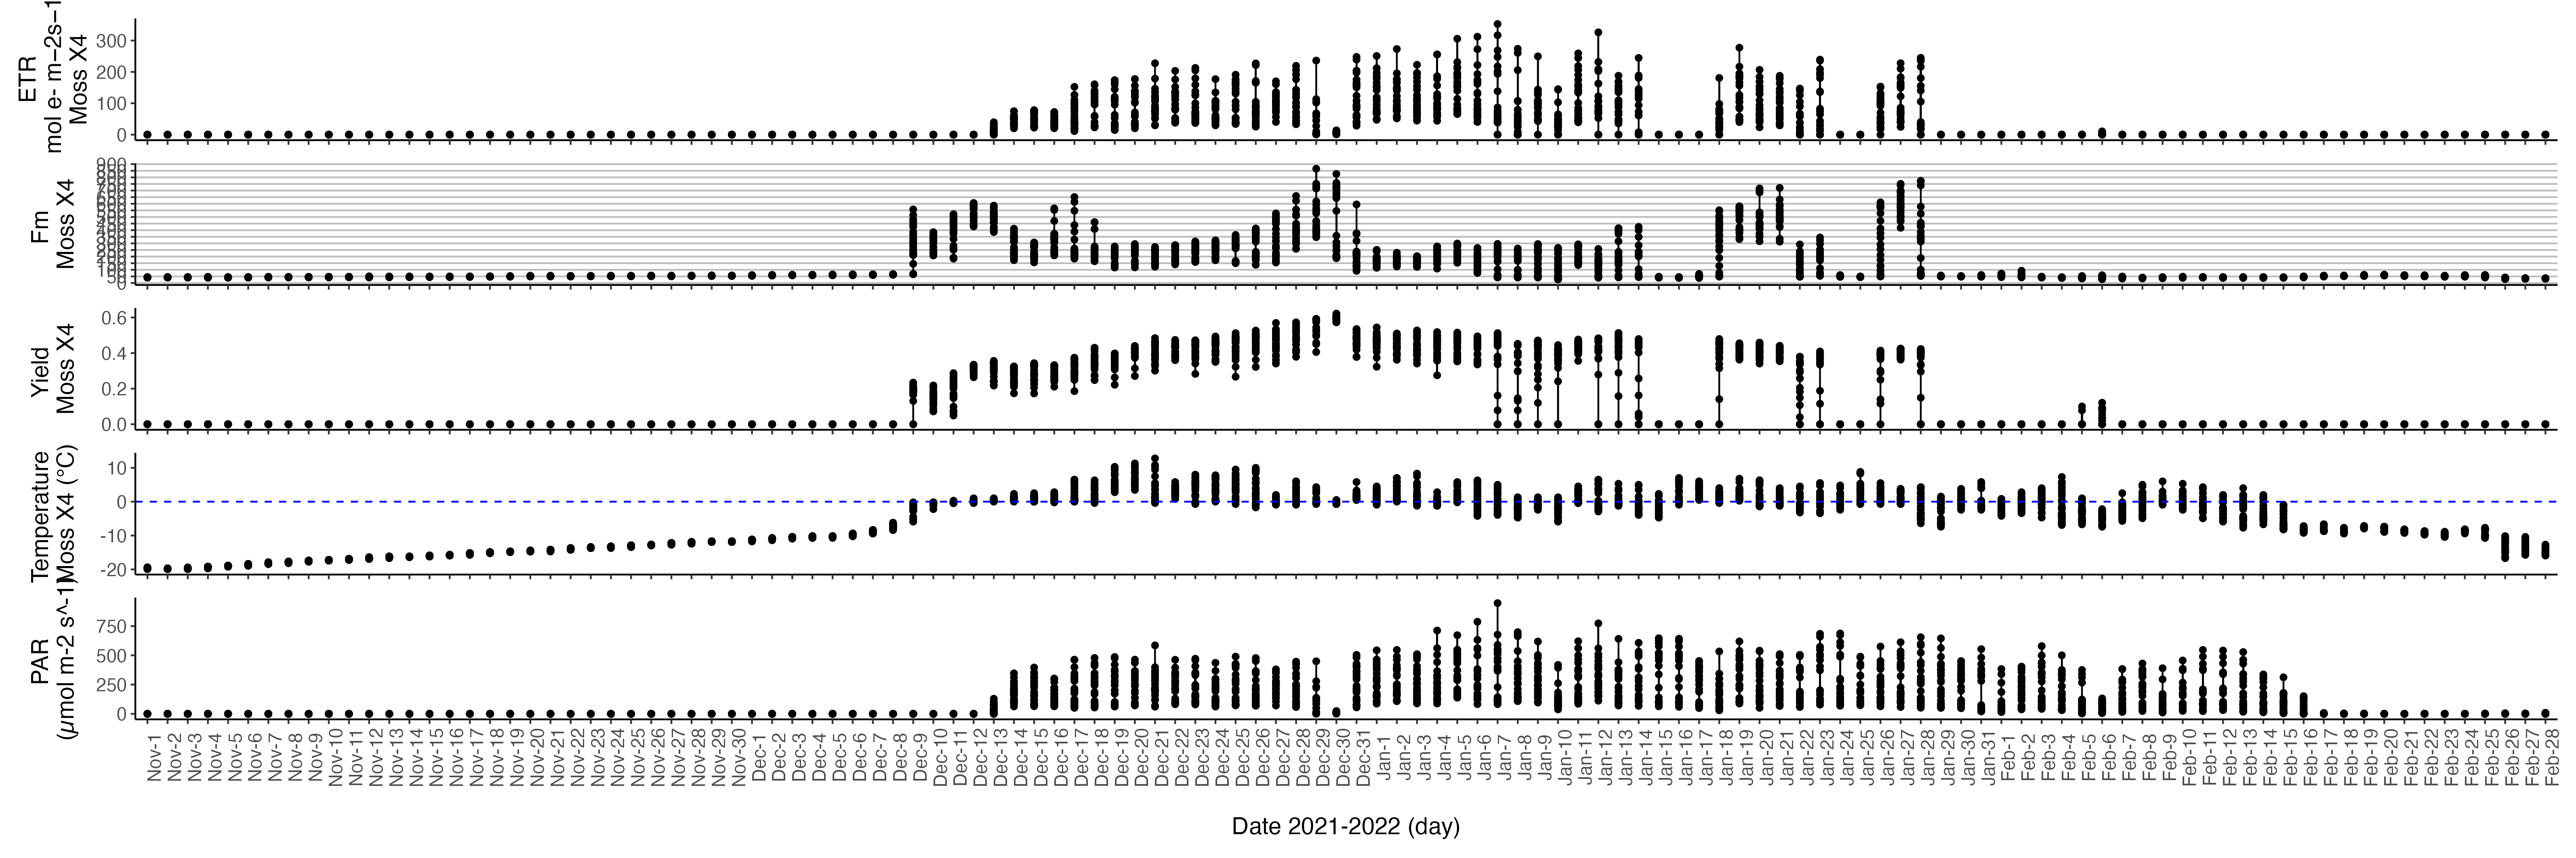 ETR
mol e- m−2s−1
Moss X4
300
200
100
0
Fm
Moss X4
900
0
Yield
Moss X4
0.6
0.4
0.2
0.0
Temperature
Moss X4 (°C)
10
0
-10
-20
PAR
(µmol m-2 s^-1)
750
500
250
0
Nov-1
Nov-2
Nov-3
Nov-4
Nov-5
Nov-6
Nov-7
Nov-8
Nov-9
Nov-10
Nov-11
Nov-12
Nov-13
Nov-14
Nov-15
Nov-16
Nov-17
Nov-18
Nov-19
Nov-20
Nov-21
Nov-22
Nov-23
Nov-24
Nov-25
Nov-26
Nov-27
Nov-28
Nov-29
Nov-30
Dec-1
Dec-2
Dec-3
Dec-4
Dec-5
Dec-6
Dec-7
Dec-8
Dec-9
Dec-10
Dec-11
Dec-12
Dec-13
Dec-14
Dec-15
Dec-16
Dec-17
Dec-18
Dec-19
Dec-20
Dec-21
Dec-22
Dec-23
Dec-24
Dec-25
Dec-26
Dec-27
Dec-28
Dec-29
Dec-30
Dec-31
Jan-1
Jan-2
Jan-3
Jan-4
Jan-5
Jan-6
Jan-7
Jan-8
Jan-9
Jan-10
Jan-11
Jan-12
Jan-13
Jan-14
Jan-15
Jan-16
Jan-17
Jan-18
Jan-19
Jan-20
Jan-21
Jan-22
Jan-23
Jan-24
Jan-25
Jan-26
Jan-27
Jan-28
Jan-29
Jan-30
Jan-31
Feb-1
Feb-2
Feb-3
Feb-4
Feb-5
Feb-6
Feb-7
Feb-8
Feb-9
Feb-10
Feb-11
Feb-12
Feb-13
Feb-14
Feb-15
Feb-16
Feb-17
Feb-18
Feb-19
Feb-20
Feb-21
Feb-22
Feb-23
Feb-24
Feb-25
Feb-26
Feb-27
Feb-28
Date 2021-2022 (day)